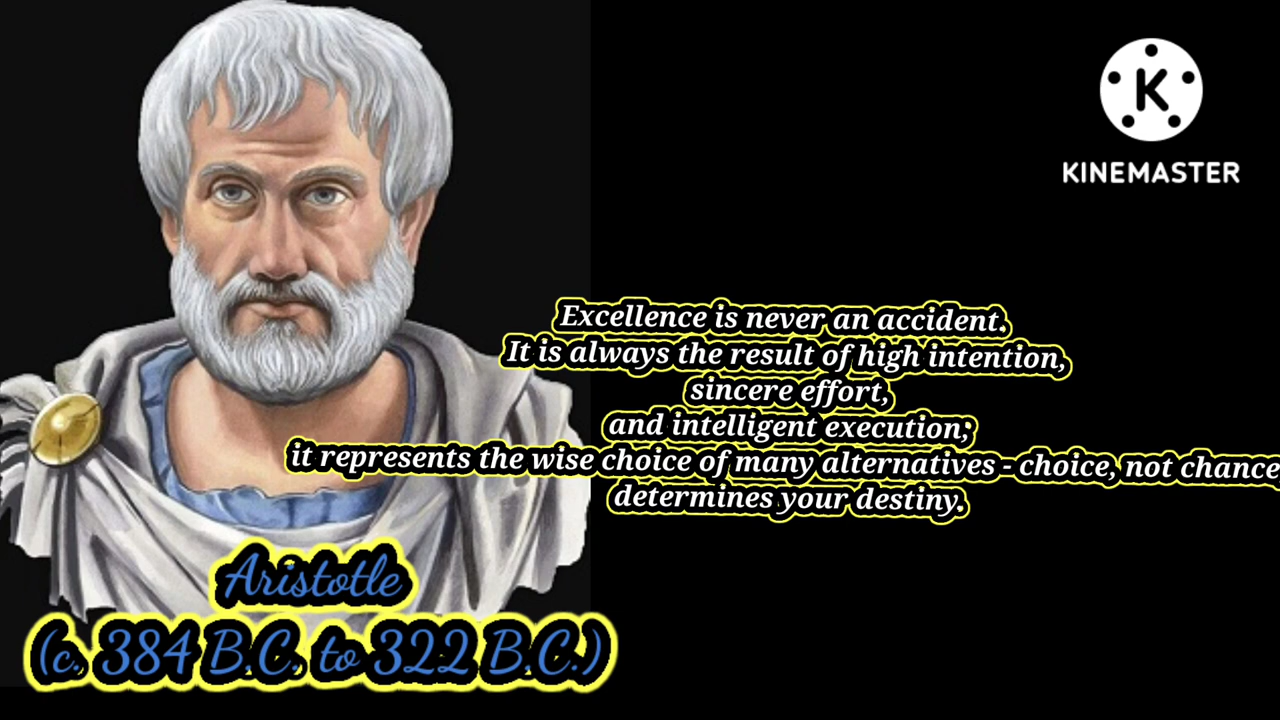 K
KINEMASTER
Excellence is never an accident.
It is always the result of high intention,
sincere effort,
and intelligent execution;
it represents the wise choice of many alternatives - choice, not chance,
determines your destiny.
Aristotle
(c. 384 B.C. to 322 B.C.)